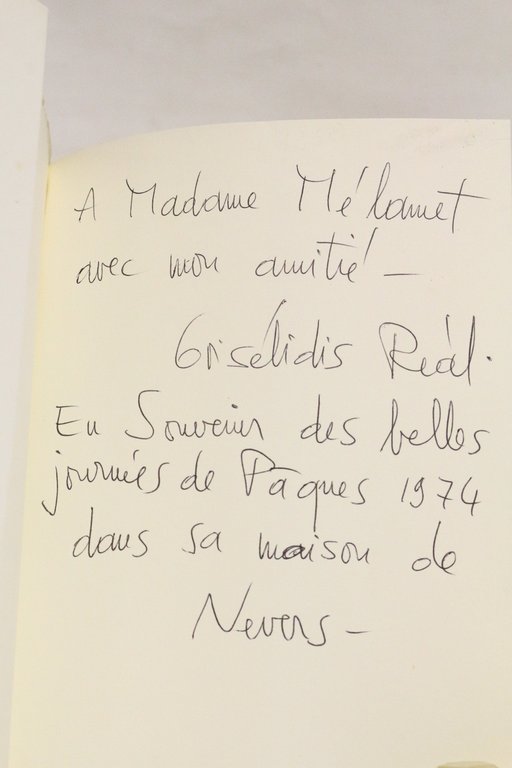 A Madame Mélamet
avec mon amitié –
Grisélidis Réal.
En Souvenir des belles
journées de Pâques 1974
dans sa maison de
Nevers –